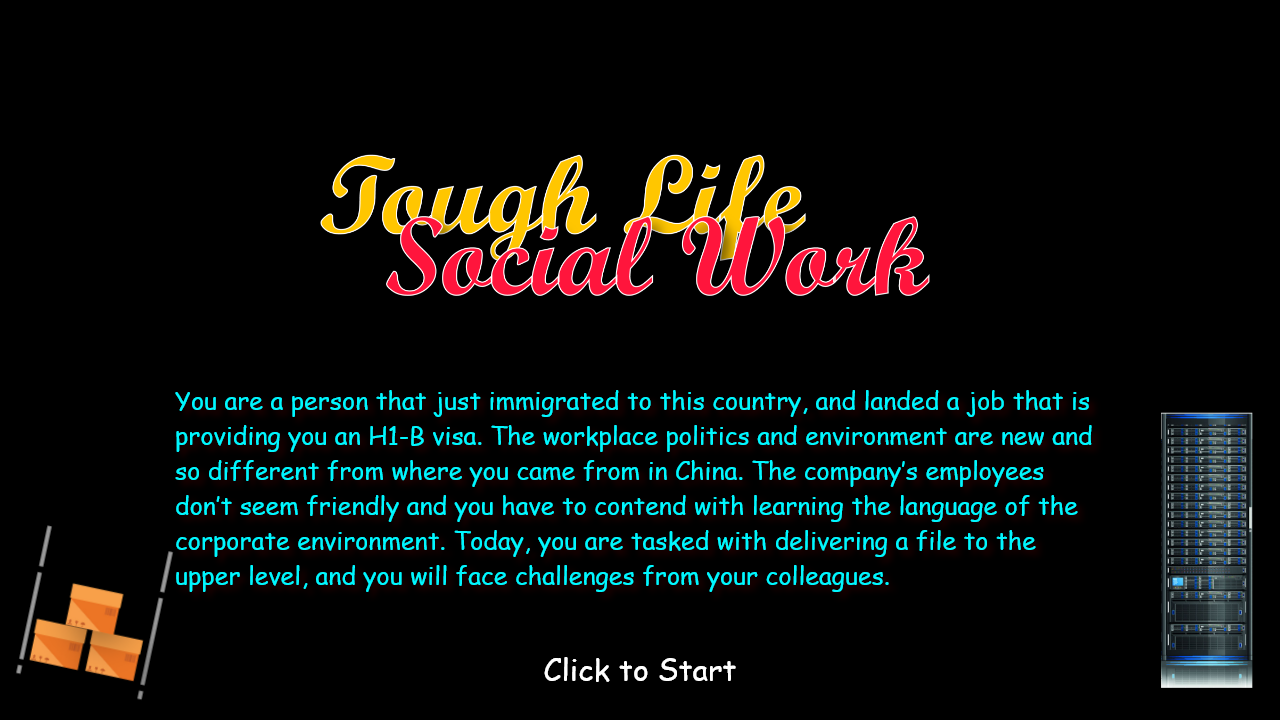 Tough Life
Social Work
You are a person that just immigrated to this country, and landed a job that is
providing you an H1-B visa. The workplace politics and environment are new and
so different from where you came from in China. The company's employees
don't seem friendly and you have to contend with learning the language of the
corporate environment. Today, you are tasked with delivering a file to the
upper level, and you will face challenges from your colleagues.
Click to Start